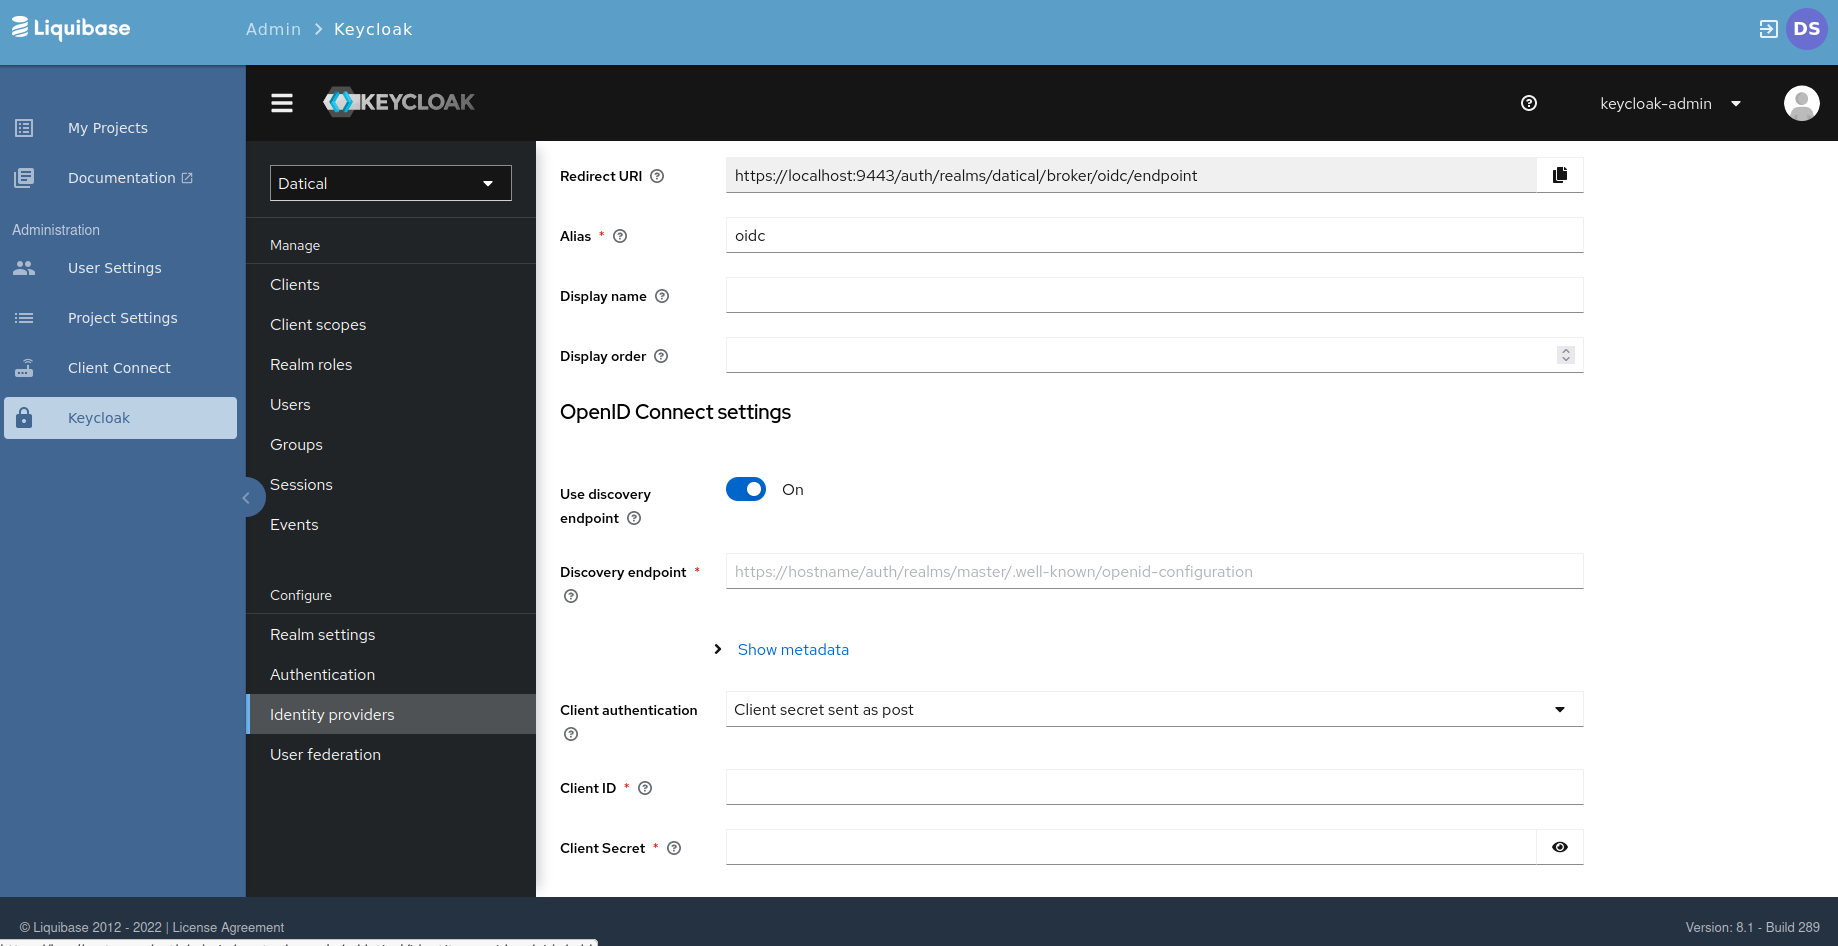 Liquibase
Admin > Keycloak
DS
My Projects
Documentation
Administration
User Settings
Project Settings
Client Connect
Keycloak
KEYCLOAK
keycloak-admin
Datical
Manage
Clients
Client scopes
Realm roles
Users
Groups
Sessions
Events
Configure
Realm settings
Authentication
Identity providers
User federation
Redirect URI
https://localhost:9443/auth/realms/datical/broker/oidc/endpoint
Alias *
oidc
Display name
Display order
OpenID Connect settings
Use discovery
endpoint
On
Discovery endpoint *
https://hostname/auth/realms/master/.well-known/openid-configuration
Show metadata
Client authentication
Client secret sent as post
Client ID *
Client Secret *
© Liquibase 2012 - 2022 | License Agreement
Version: 8.1 - Build 289